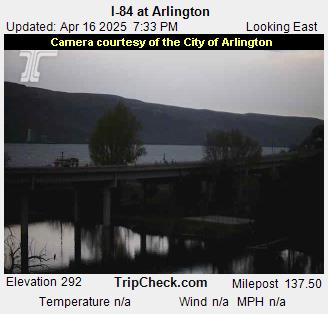 I-84 at Arlington
Updated: Apr 16 2025 7:33 PM Looking East
Camera courtesy of the City of Arlington
Elevation 292 TripCheck.com Milepost 137.50
Temperature n/a Wind n/a MPH n/a